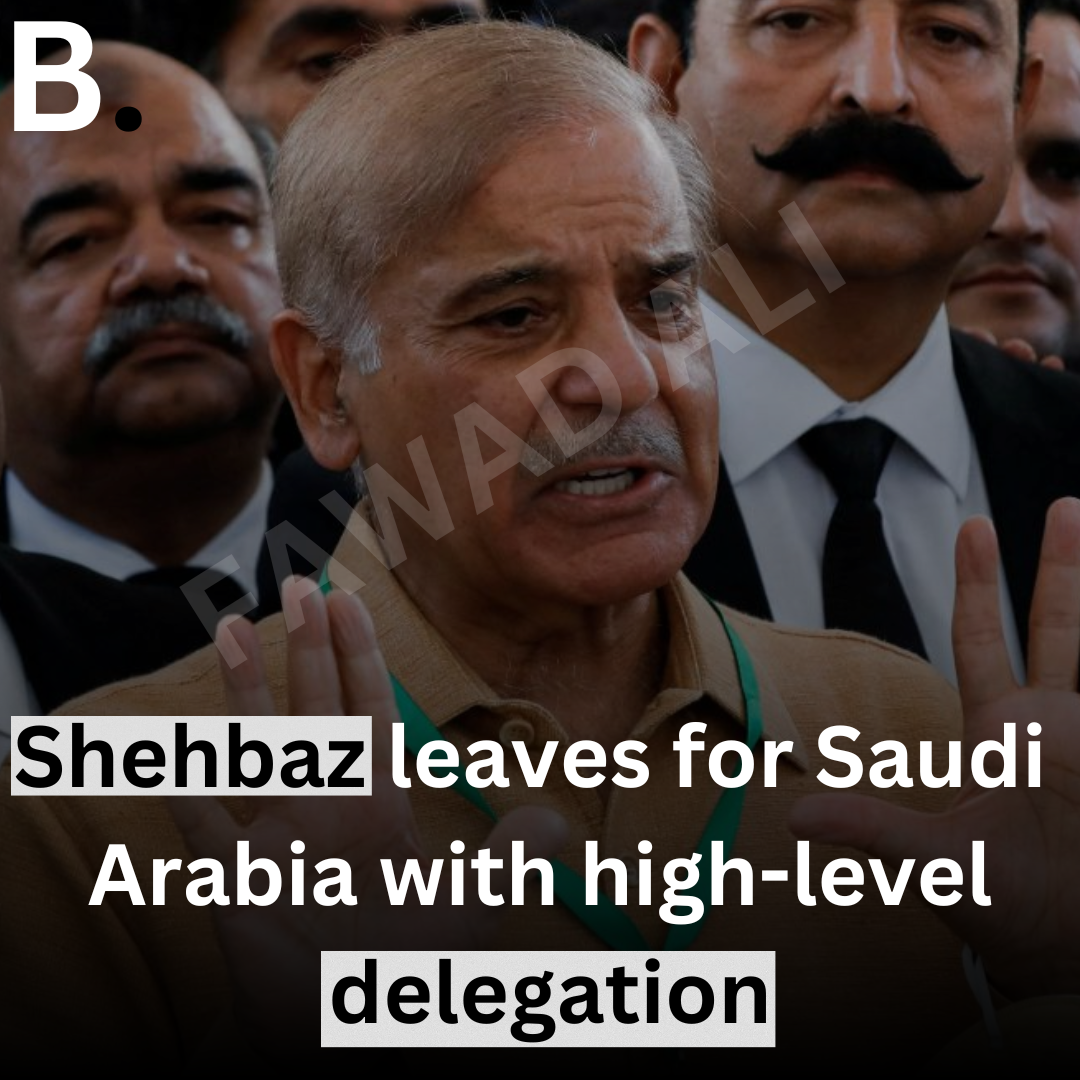 B.
FAWAD ALI
Shehbaz leaves for Saudi
Arabia with high-level
delegation